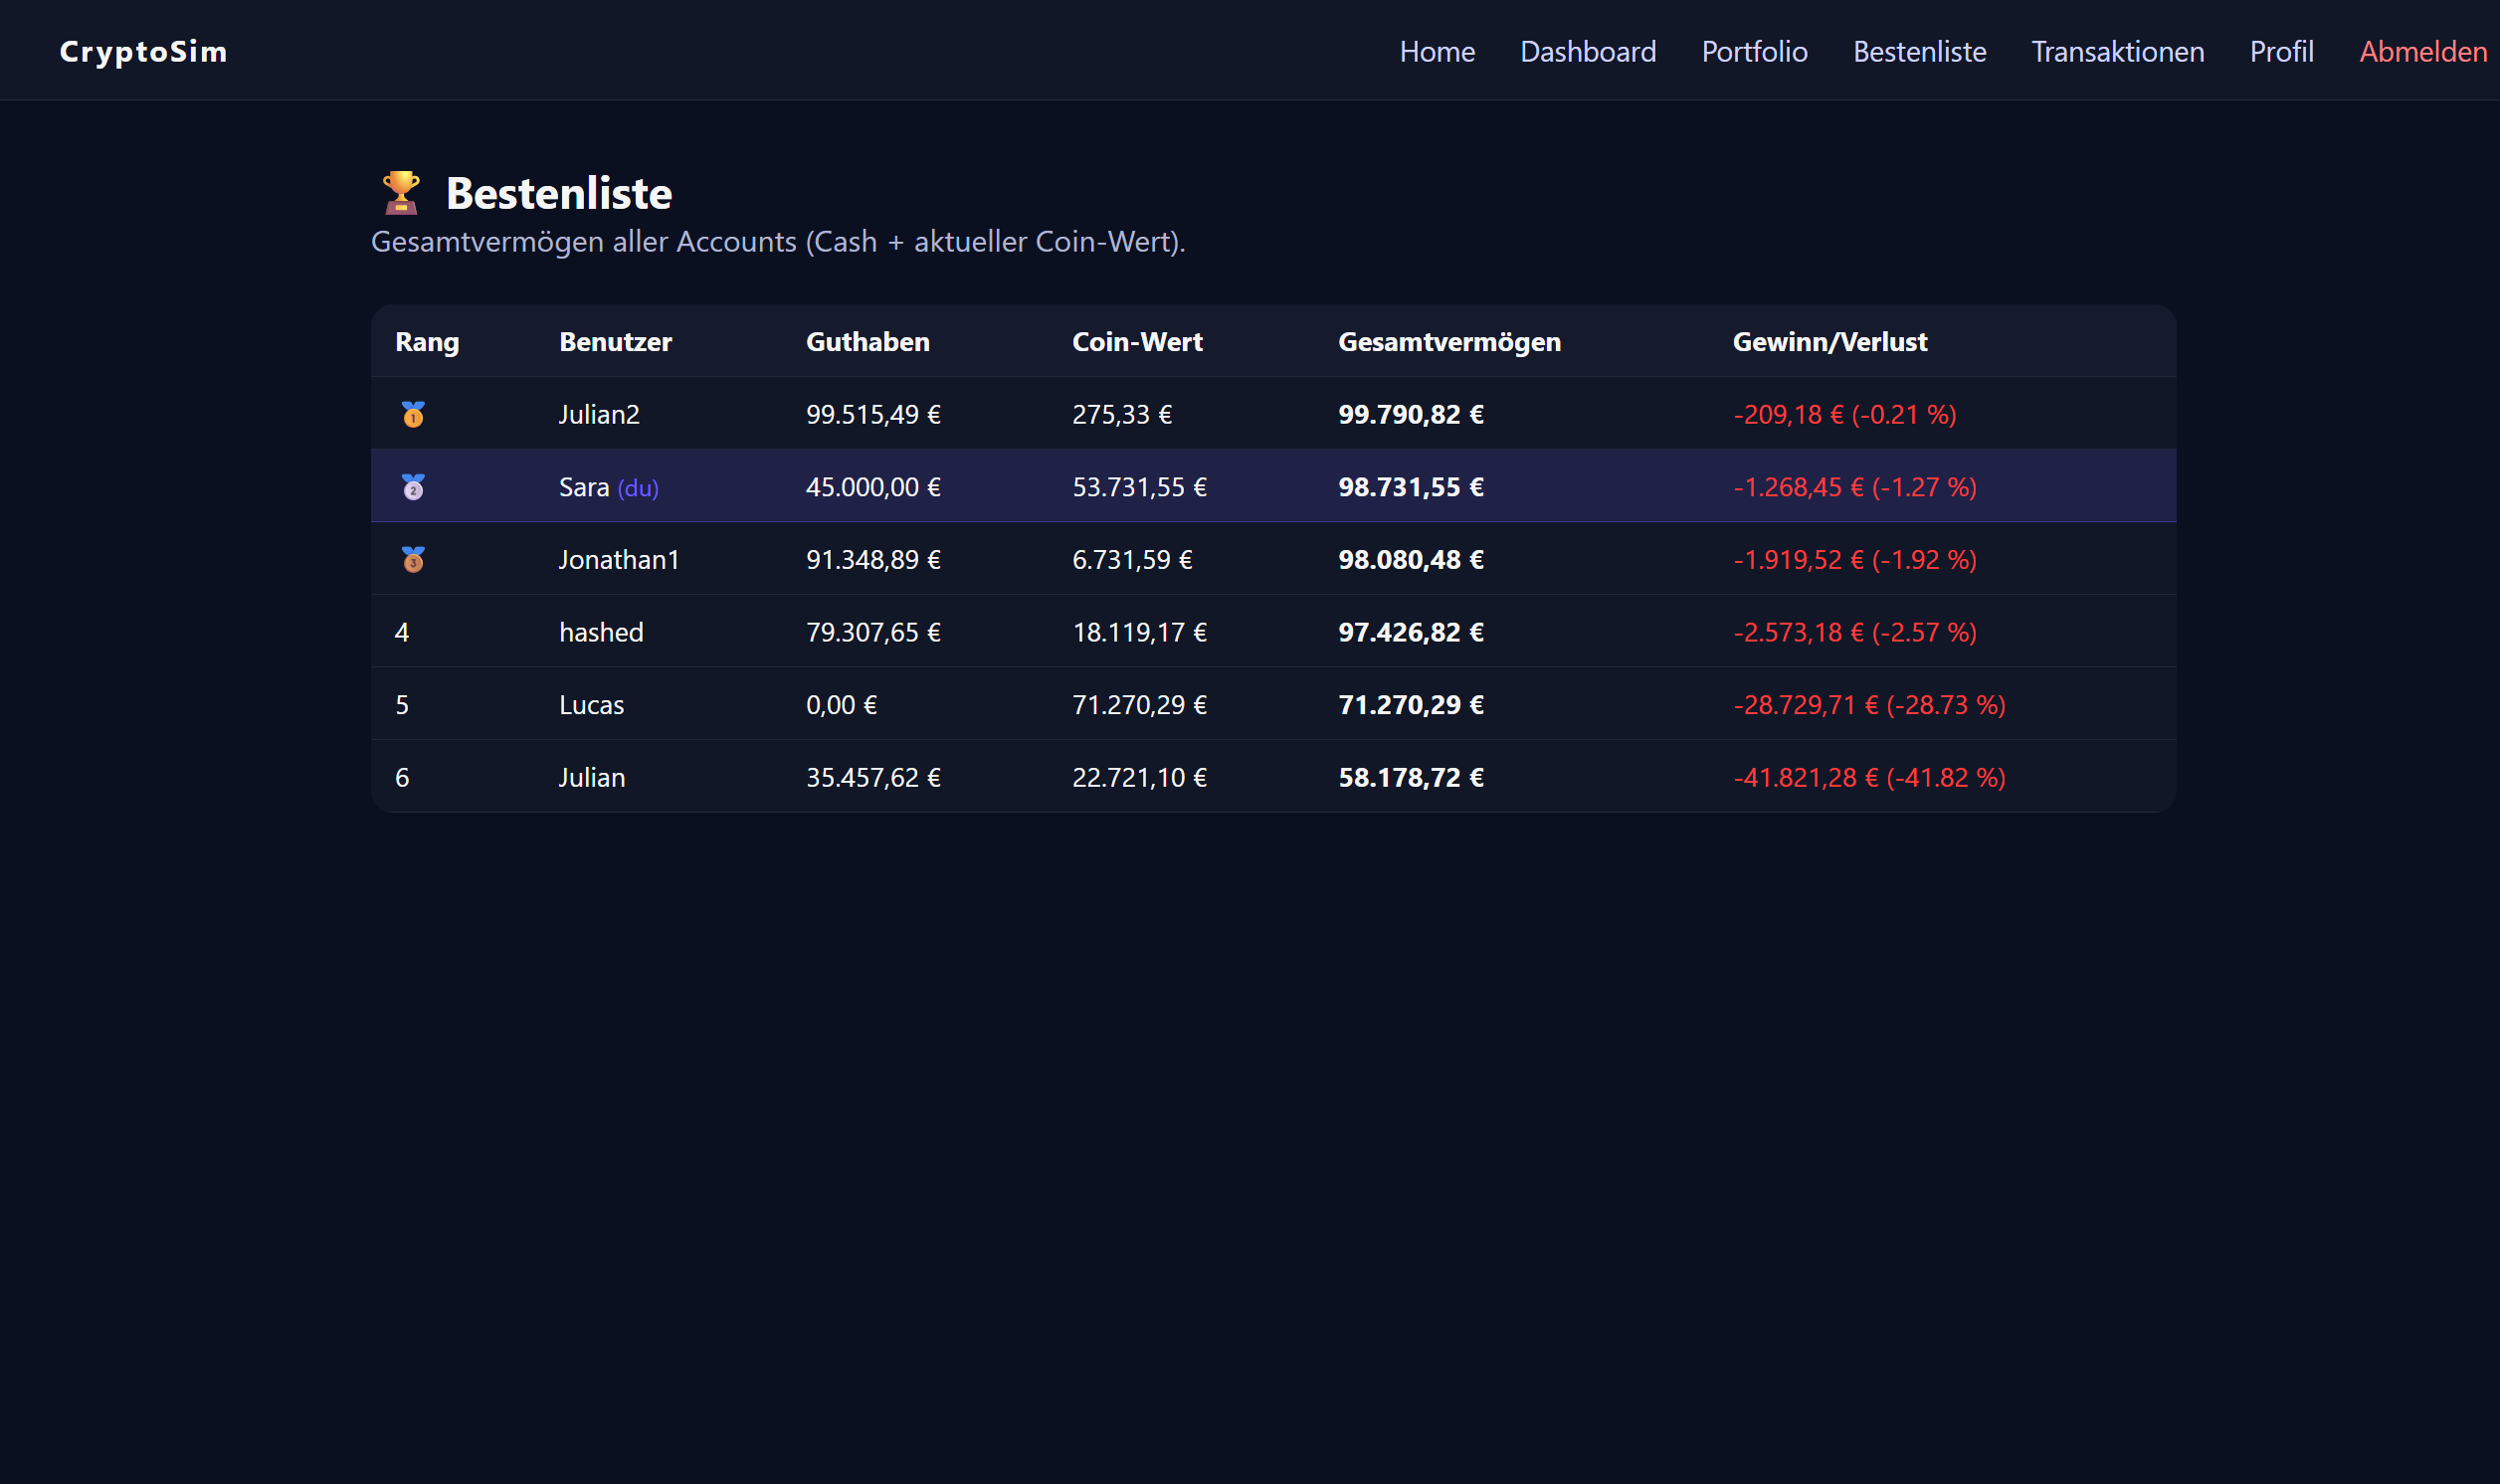 CryptoSim Home Dashboard Portfolio Bestenliste Transaktionen Profil Abmelden
🏆 Bestenliste
Gesamtvermögen aller Accounts (Cash + aktueller Coin-Wert).
Rang Benutzer Guthaben Coin-Wert Gesamtvermögen Gewinn/Verlust
🥇 Julian2 99.515,49 € 275,33 € 99.790,82 € -209,18 € (-0.21 %)
🥈 Sara (du) 45.000,00 € 53.731,55 € 98.731,55 € -1.268,45 € (-1.27 %)
🥉 Jonathan1 91.348,89 € 6.731,59 € 98.080,48 € -1.919,52 € (-1.92 %)
4 hashed 79.307,65 € 18.119,17 € 97.426,82 € -2.573,18 € (-2.57 %)
5 Lucas 0,00 € 71.270,29 € 71.270,29 € -28.729,71 € (-28.73 %)
6 Julian 35.457,62 € 22.721,10 € 58.178,72 € -41.821,28 € (-41.82 %)